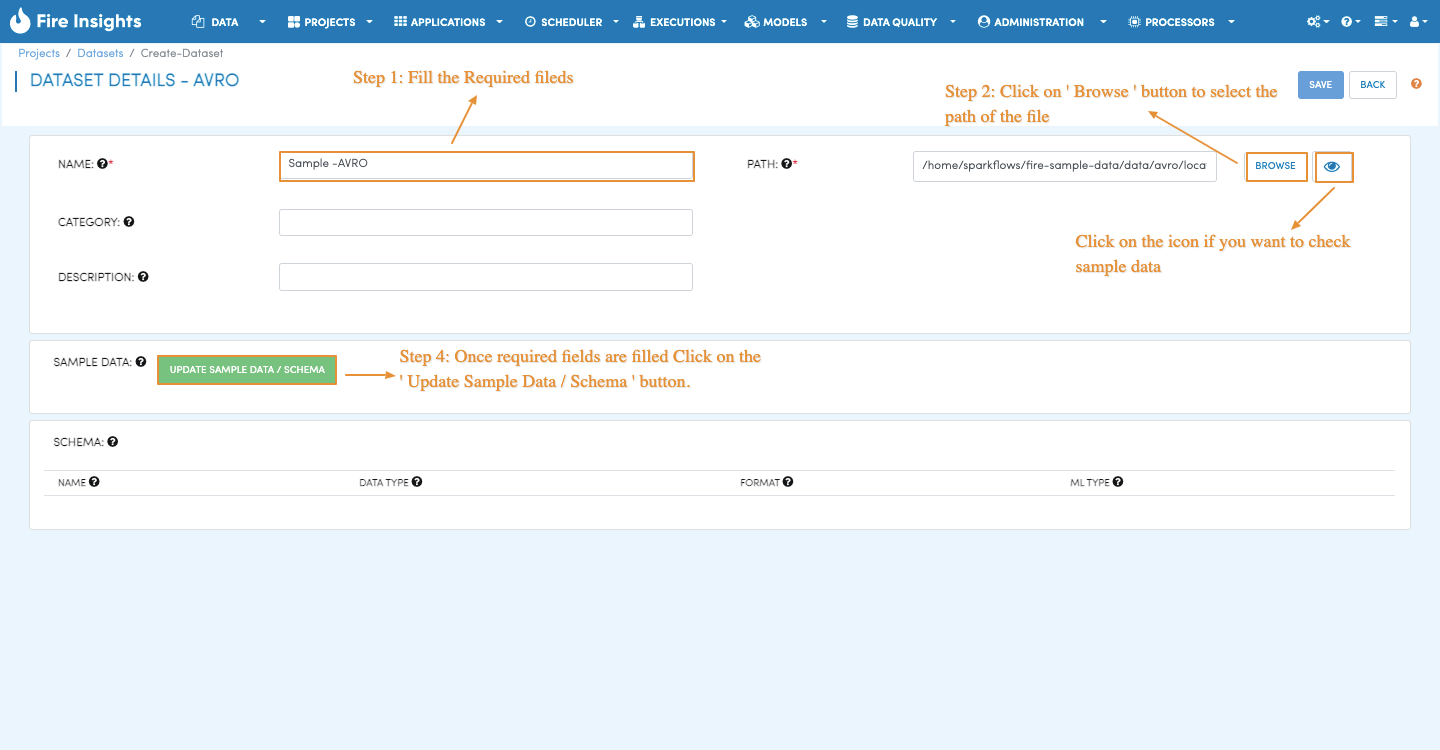 Fire Insights
DATA
PROJECTS
APPLICATIONS
SCHEDULER
EXECUTIONS
MODELS
DATA QUALITY
ADMINISTRATION
PROCESSORS
Projects / Datasets / Create-Dataset
DATASET DETAILS - AVRO
Step 1: Fill the Required fileds
SAVE
BACK
Step 2: Click on ' Browse ' button to select the
path of the file
NAME: *
Sample -AVRO
PATH: *
/home/sparkflows/fire-sample-data/data/avro/loca
BROWSE
CATEGORY:
Click on the icon if you want to check
sample data
DESCRIPTION:
SAMPLE DATA:
UPDATE SAMPLE DATA / SCHEMA
Step 4: Once required fields are filled Click on the
' Update Sample Data / Schema ' button.
SCHEMA:
NAME
DATA TYPE
FORMAT
ML TYPE